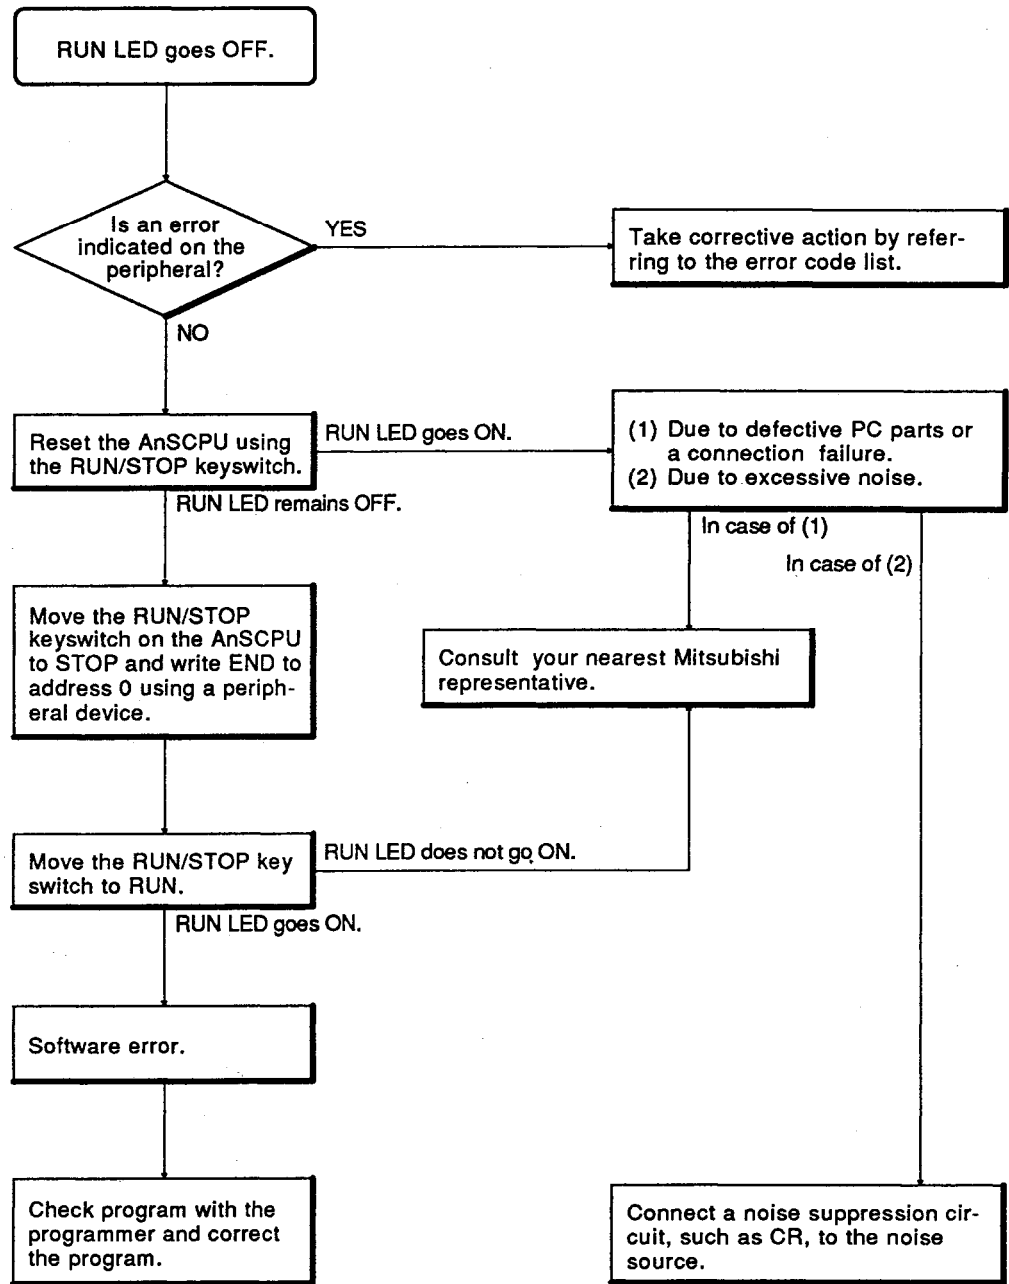 RUN LED goes OFF.
Is an error
indicated on the
peripheral?
YES
Take corrective action by refer-
ring to the error code list.
NO
Reset the AnSCPU using
the RUN/STOP keyswitch.
RUN LED goes ON.
(1) Due to defective PC parts or
a connection failure.
(2) Due to excessive noise.
RUN LED remains OFF.
In case of (1)
In case of (2)
Move the RUN/STOP
keyswitch on the AnSCPU
to STOP and write END to
address 0 using a periph-
eral device.
Consult your nearest Mitsubishi
representative.
Move the RUN/STOP key
switch to RUN.
RUN LED does not go ON.
RUN LED goes ON.
Software error.
Check program with the
programmer and correct
the program.
Connect a noise suppression cir-
cuit, such as CR, to the noise
source.